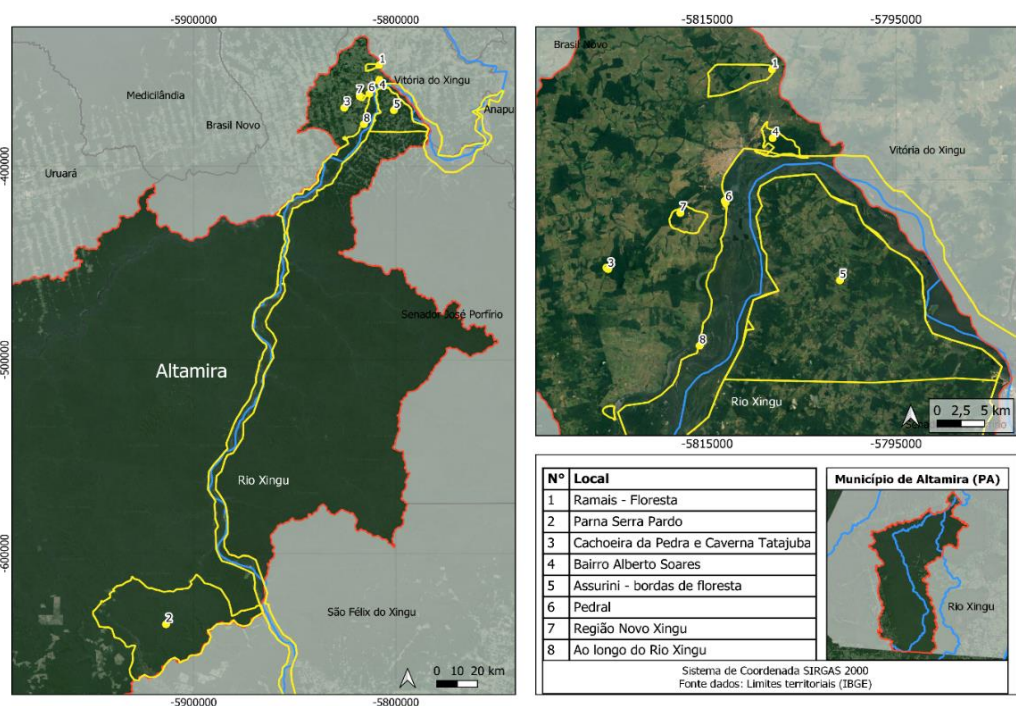 -5900000
-5800000
1
Vitória do Xingu
4
6
7
3
5
Anapu
8
Medicilândia
Brasil Novo
Uruará
-400000
Senador José Porfírio
-500000
Altamira
Rio Xingu
-600000
São Félix do Xingu
2
0 10 20 km
-5900000
-5800000
-5815000
-5795000
Brasil Novo
1
4
Vitória do Xingu
6
7
3
5
8
Rio Xingu
0 2,5 5 km
-5815000
-5795000
N° Local
1 Ramais - Floresta
2 Parna Serra Pardo
3 Cachoeira da Pedra e Caverna Tatajuba
4 Bairro Alberto Soares
5 Assurini - bordas de floresta
6 Pedral
7 Região Novo Xingu
8 Ao longo do Rio Xingu
Município de Altamira (PA)
Rio Xingu
Sistema de Coordenada SIRGAS 2000
Fonte dados: Limites territoriais (IBGE)